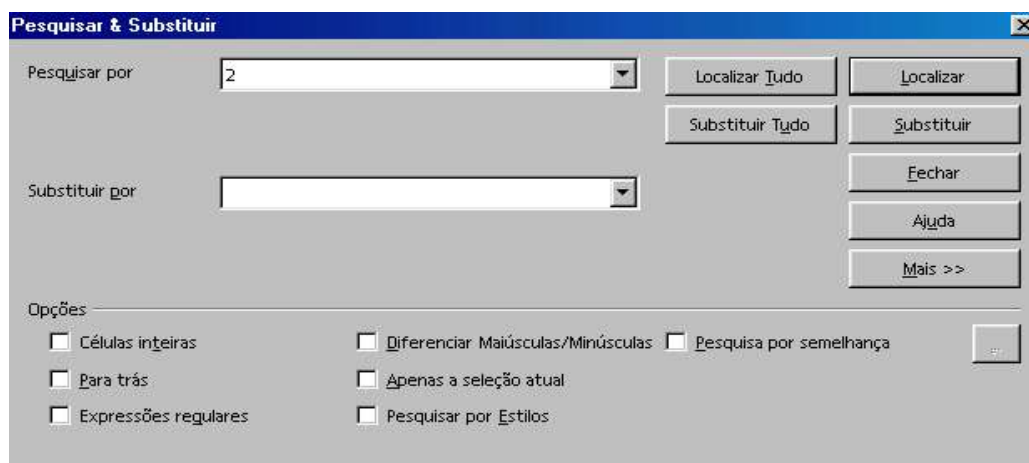 Pesquisar & Substituir
Pesquisar por
2
Localizar Tudo
Localizar
Substituir Tudo
Substituir
Fechar
Substituir por
Ajuda
Mais >>
Opções
Células inteiras
Diferenciar Maiúsculas/Minúsculas
Pesquisa por semelhança
...
Para trás
Apenas a seleção atual
Expressões regulares
Pesquisar por Estilos